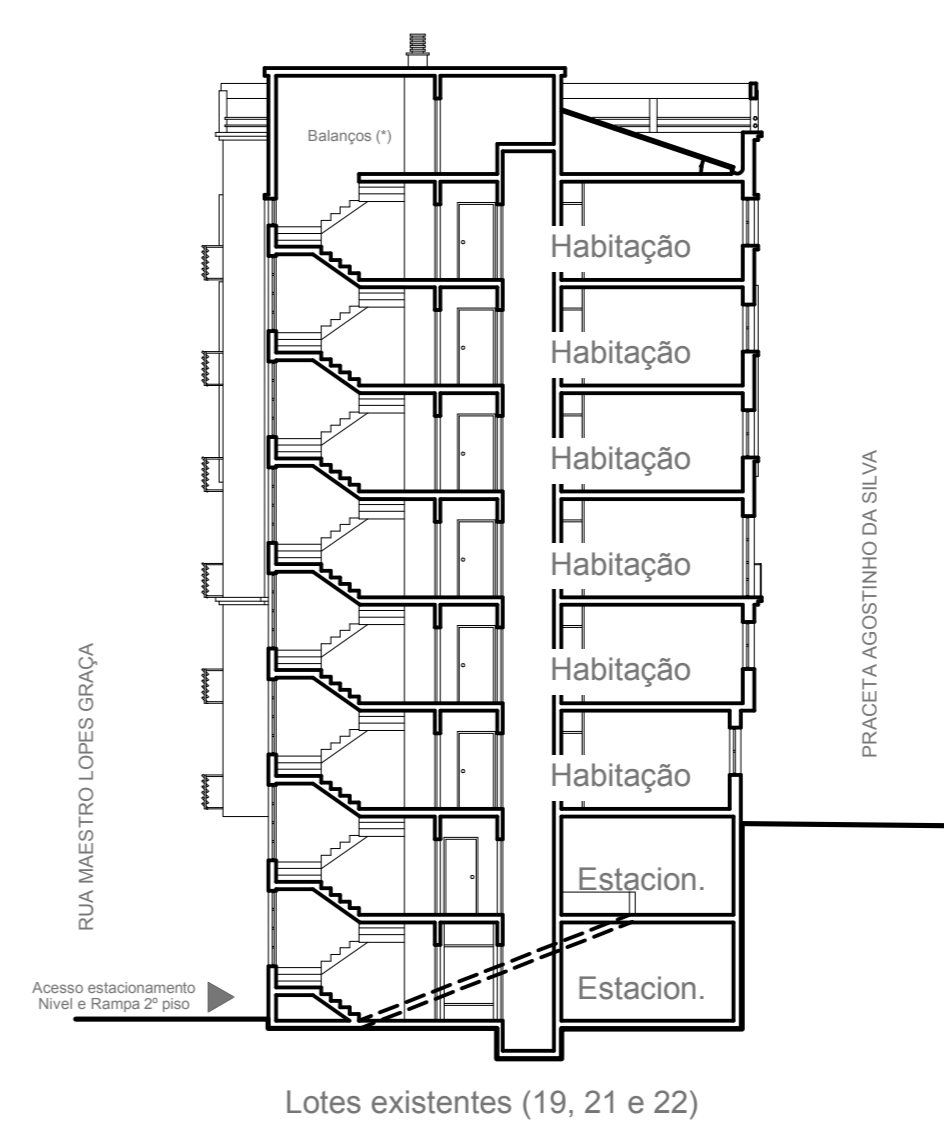 Balanços (*)
Habitação
Habitação
Habitação
Habitação
Habitação
Habitação
Estacion.
Estacion.
RUA MAESTRO LOPES GRAÇA
PRACETA AGOSTINHO DA SILVA
Acesso estacionamento
Nivel e Rampa 2º piso
Lotes existentes (19, 21 e 22)